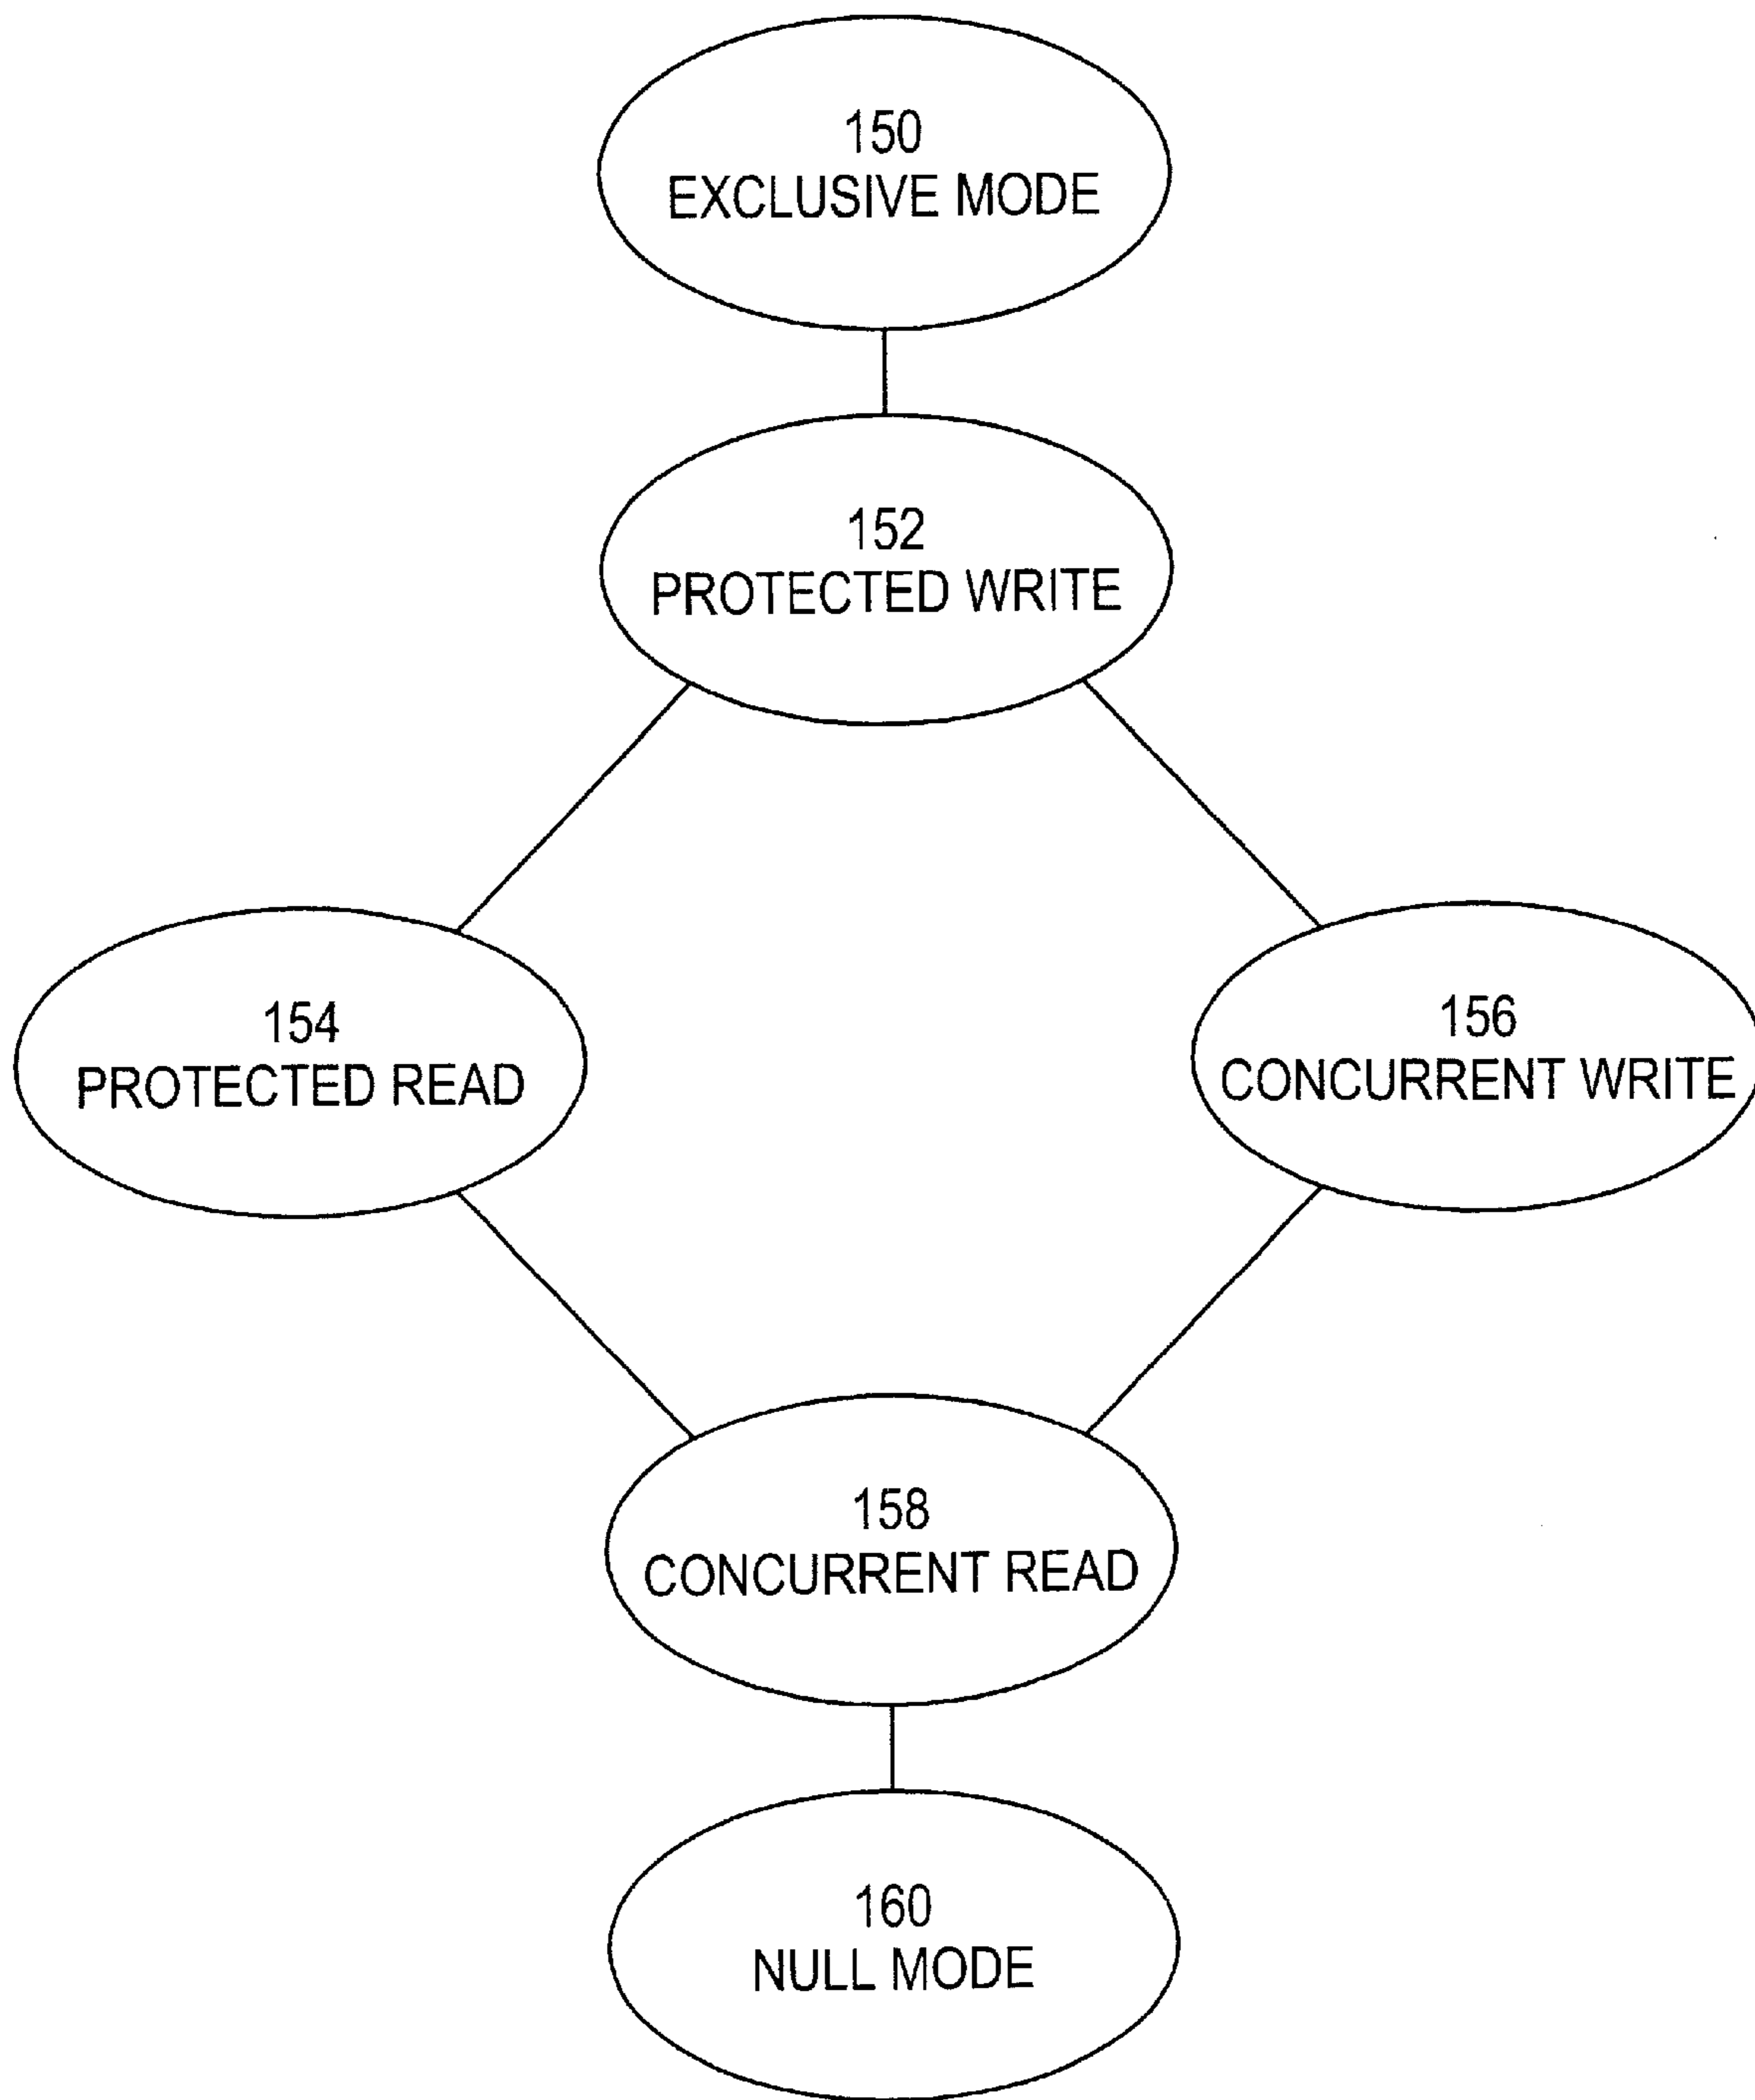 150
EXCLUSIVE MODE
152
PROTECTED WRITE
154
PROTECTED READ
156
CONCURRENT WRITE
158
CONCURRENT READ
160
NULL MODE